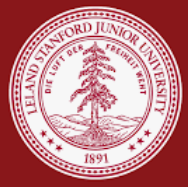 LELAND STANFORD JUNIOR UNIVERSITY
DIE LUFT DER FREIHEIT WEHT
1891